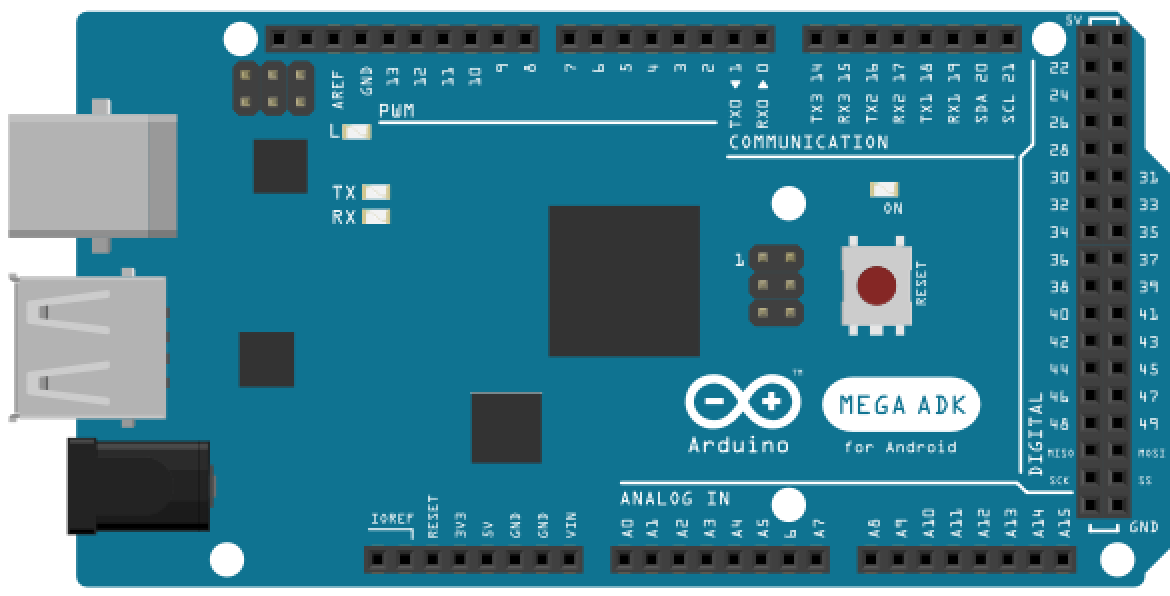 5V
AREF GND 13 12 11 10 9 8 7 6 5 4 3 2 TX0 ◀ 1 RX0 ▶ 0 TX3 14 RX3 15 TX2 16 RX2 17 TX1 18 RX1 19 SDA 20 SCL 21
PWM
L
COMMUNICATION
TX
RX
ON
1
RESET
22
24
26
28
30 31
32 33
34 35
36 37
38 39
40 41
42 43
44 45
46 47
48 49
MISO MOSI
SCK SS
GND
DIGITAL
™
Arduino
MEGA ADK
for Android
ANALOG IN
IOREF RESET 3V3 5V GND GND VIN
A0 A1 A2 A3 A4 A5 6 A7 A8 A9 A10 A11 A12 A13 A14 A15